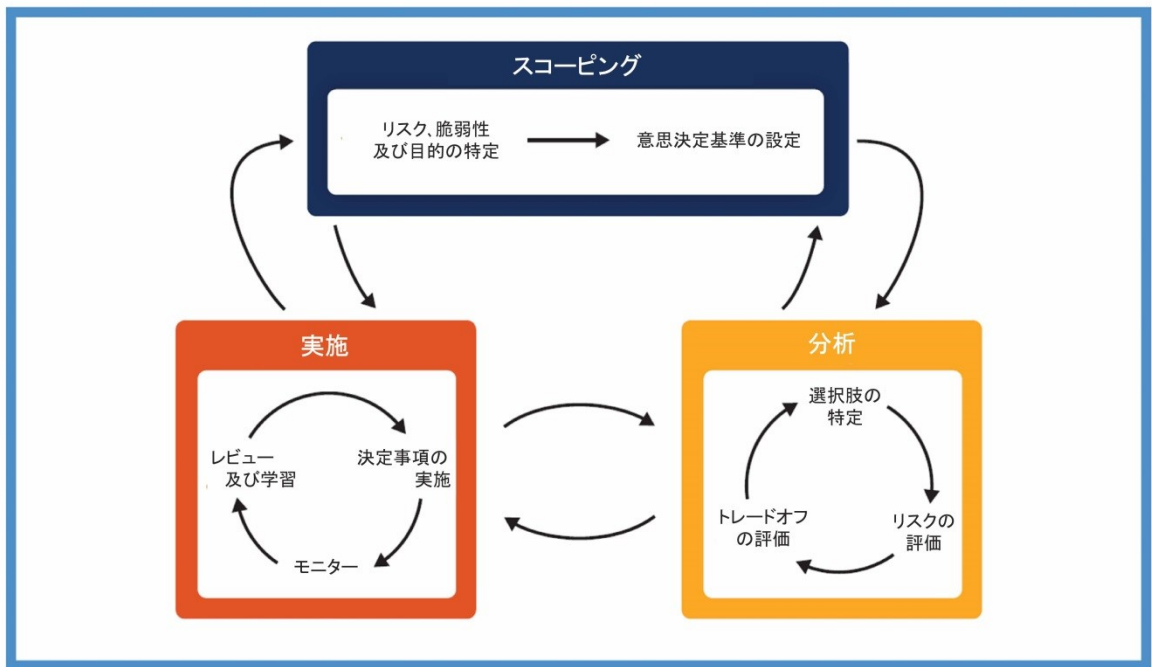 スコーピング
リスク、脆弱性
及び目的の特定
意思決定基準の設定
実施
レビュー
及び学習
決定事項の
実施
モニター
分析
選択肢の
特定
リスクの
評価
トレードオフ
の評価